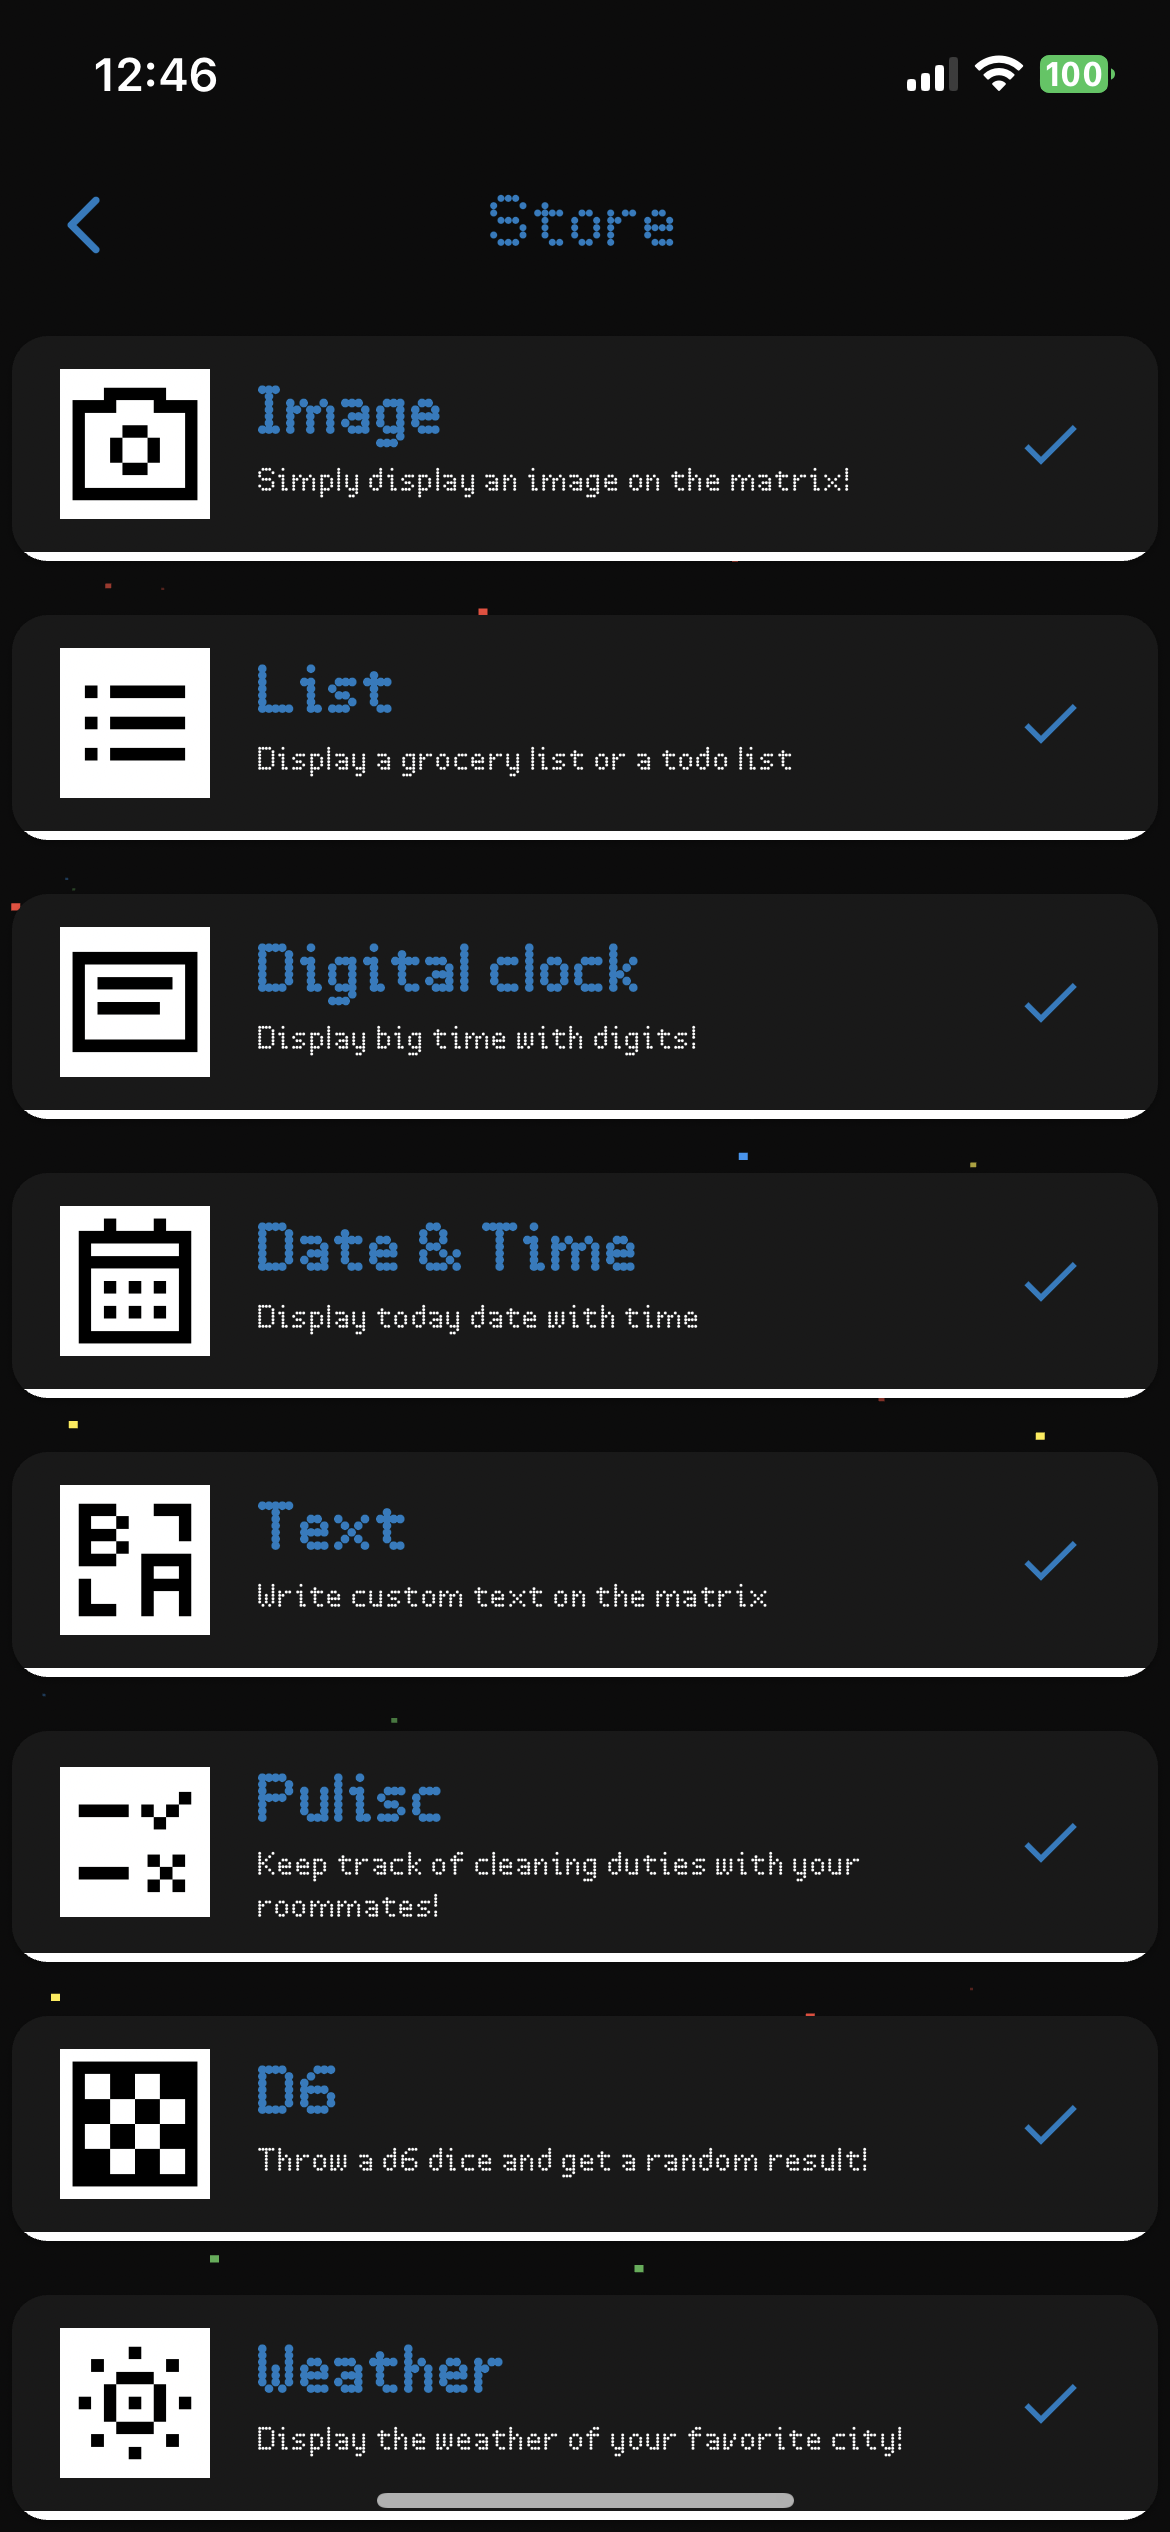 12:46
100
Store
Image
Simply display an image on the matrix!
List
Display a grocery list or a todo list
Digital clock
Display big time with digits!
Date & Time
Display today date with time
Text
Write custom text on the matrix
Pulisc
Keep track of cleaning duties with your
roommates!
D6
Throw a d6 dice and get a random result!
Weather
Display the weather of your favorite city!